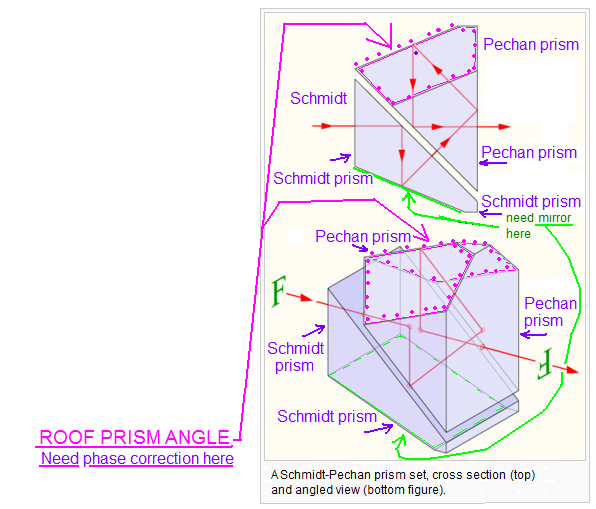 Pechan prism
Schmidt
Pechan prism
Schmidt prism
Schmidt prism
need mirror
here
Pechan prism
F
Pechan
prism
Schmidt
prism
F
Schmidt prism
ROOF PRISM ANGLE
Need phase correction here
A Schmidt-Pechan prism set, cross section (top)
and angled view (bottom figure).